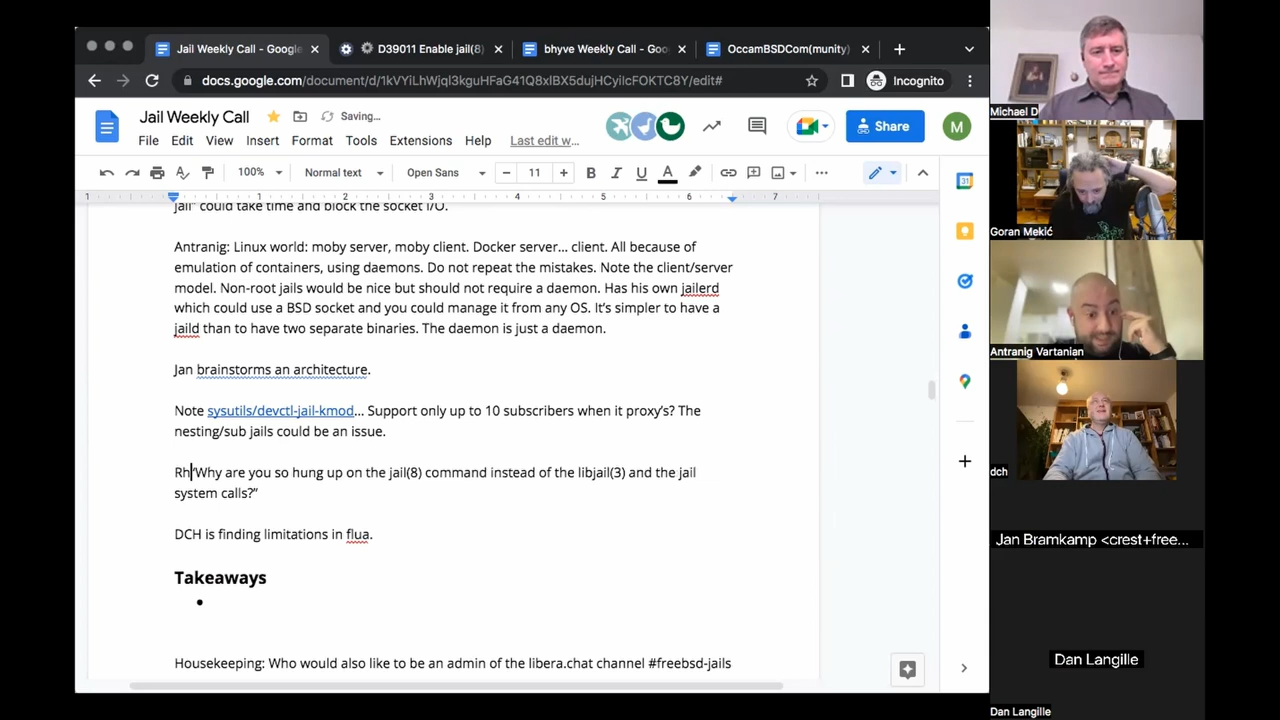 Jail Weekly Call - Google
D39011 Enable jail(8)
bhyve Weekly Call - Goo
OccamBSDCom(munity)
docs.google.com/document/d/1kVYiLhWjqI3kguHFaG41Q8xIBX5dujHCyilcFOKTC8Y/edit#
Incognito
Jail Weekly Call
Saving...
File Edit View Insert Format Tools Extensions Help Last edit w...
Share
M
100% Normal text Open Sans 11 B I U A
1 1 2 3 4 5 6 7
jail" could take time and block the socket I/O.
Antranig: Linux world: moby server, moby client. Docker server... client. All because of
emulation of containers, using daemons. Do not repeat the mistakes. Note the client/server
model. Non-root jails would be nice but should not require a daemon. Has his own jailerd
which could use a BSD socket and you could manage it from any OS. It's simpler to have a
jaild than to have two separate binaries. The daemon is just a daemon.
Jan brainstorms an architecture.
Note sysutils/devctl-jail-kmod... Support only up to 10 subscribers when it proxy's? The
nesting/sub jails could be an issue.
Rh"Why are you so hung up on the jail(8) command instead of the libjail(3) and the jail
system calls?"
DCH is finding limitations in flua.
Takeaways
Housekeeping: Who would also like to be an admin of the libera.chat channel #freebsd-jails
Michael D
Goran Mekić
Antranig Vartanian
dch
Jan Bramkamp <crest+free...
Dan Langille
Dan Langille